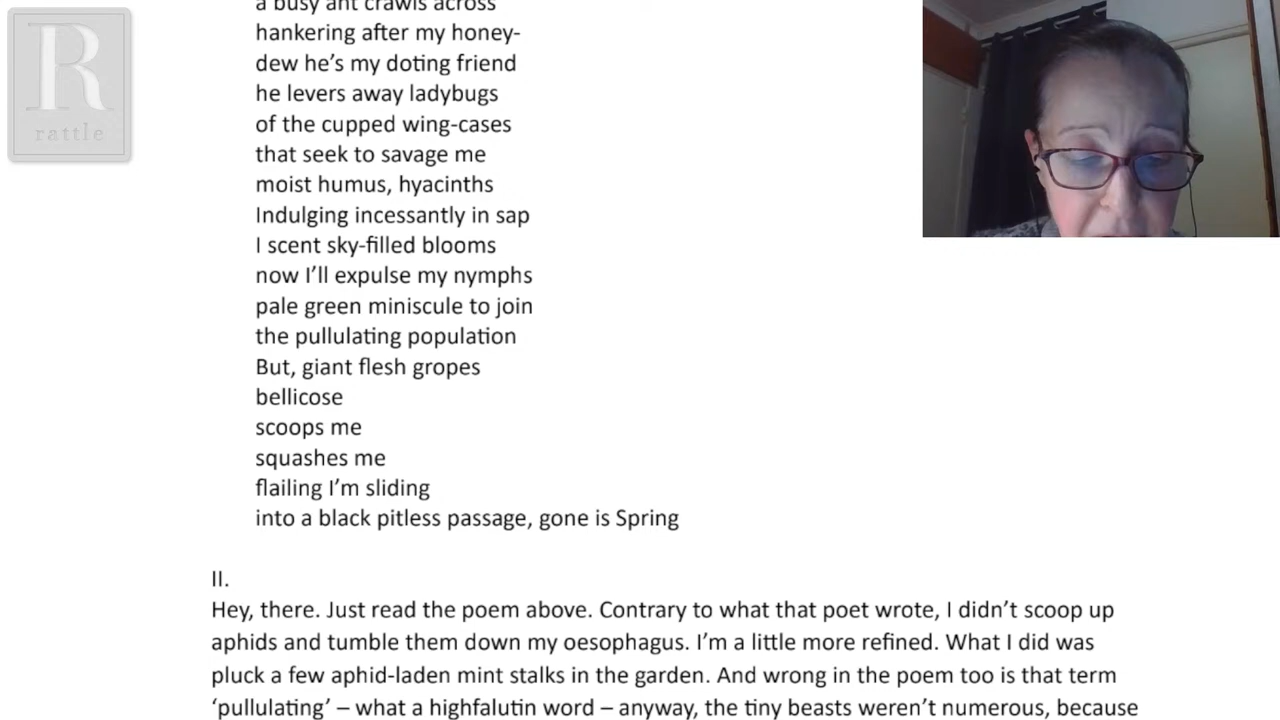 R
rattle
a busy ant crawls across
hankering after my honey-
dew he’s my doting friend
he levers away ladybugs
of the cupped wing-cases
that seek to savage me
moist humus, hyacinths
Indulging incessantly in sap
I scent sky-filled blooms
now I’ll expulse my nymphs
pale green miniscule to join
the pullulating population
But, giant flesh gropes
bellicose
scoops me
squashes me
flailing I’m sliding
into a black pitless passage, gone is Spring
II.
Hey, there. Just read the poem above. Contrary to what that poet wrote, I didn’t scoop up
aphids and tumble them down my oesophagus. I’m a little more refined. What I did was
pluck a few aphid-laden mint stalks in the garden. And wrong in the poem too is that term
‘pullulating’ – what a highfalutin word – anyway, the tiny beasts weren’t numerous, because